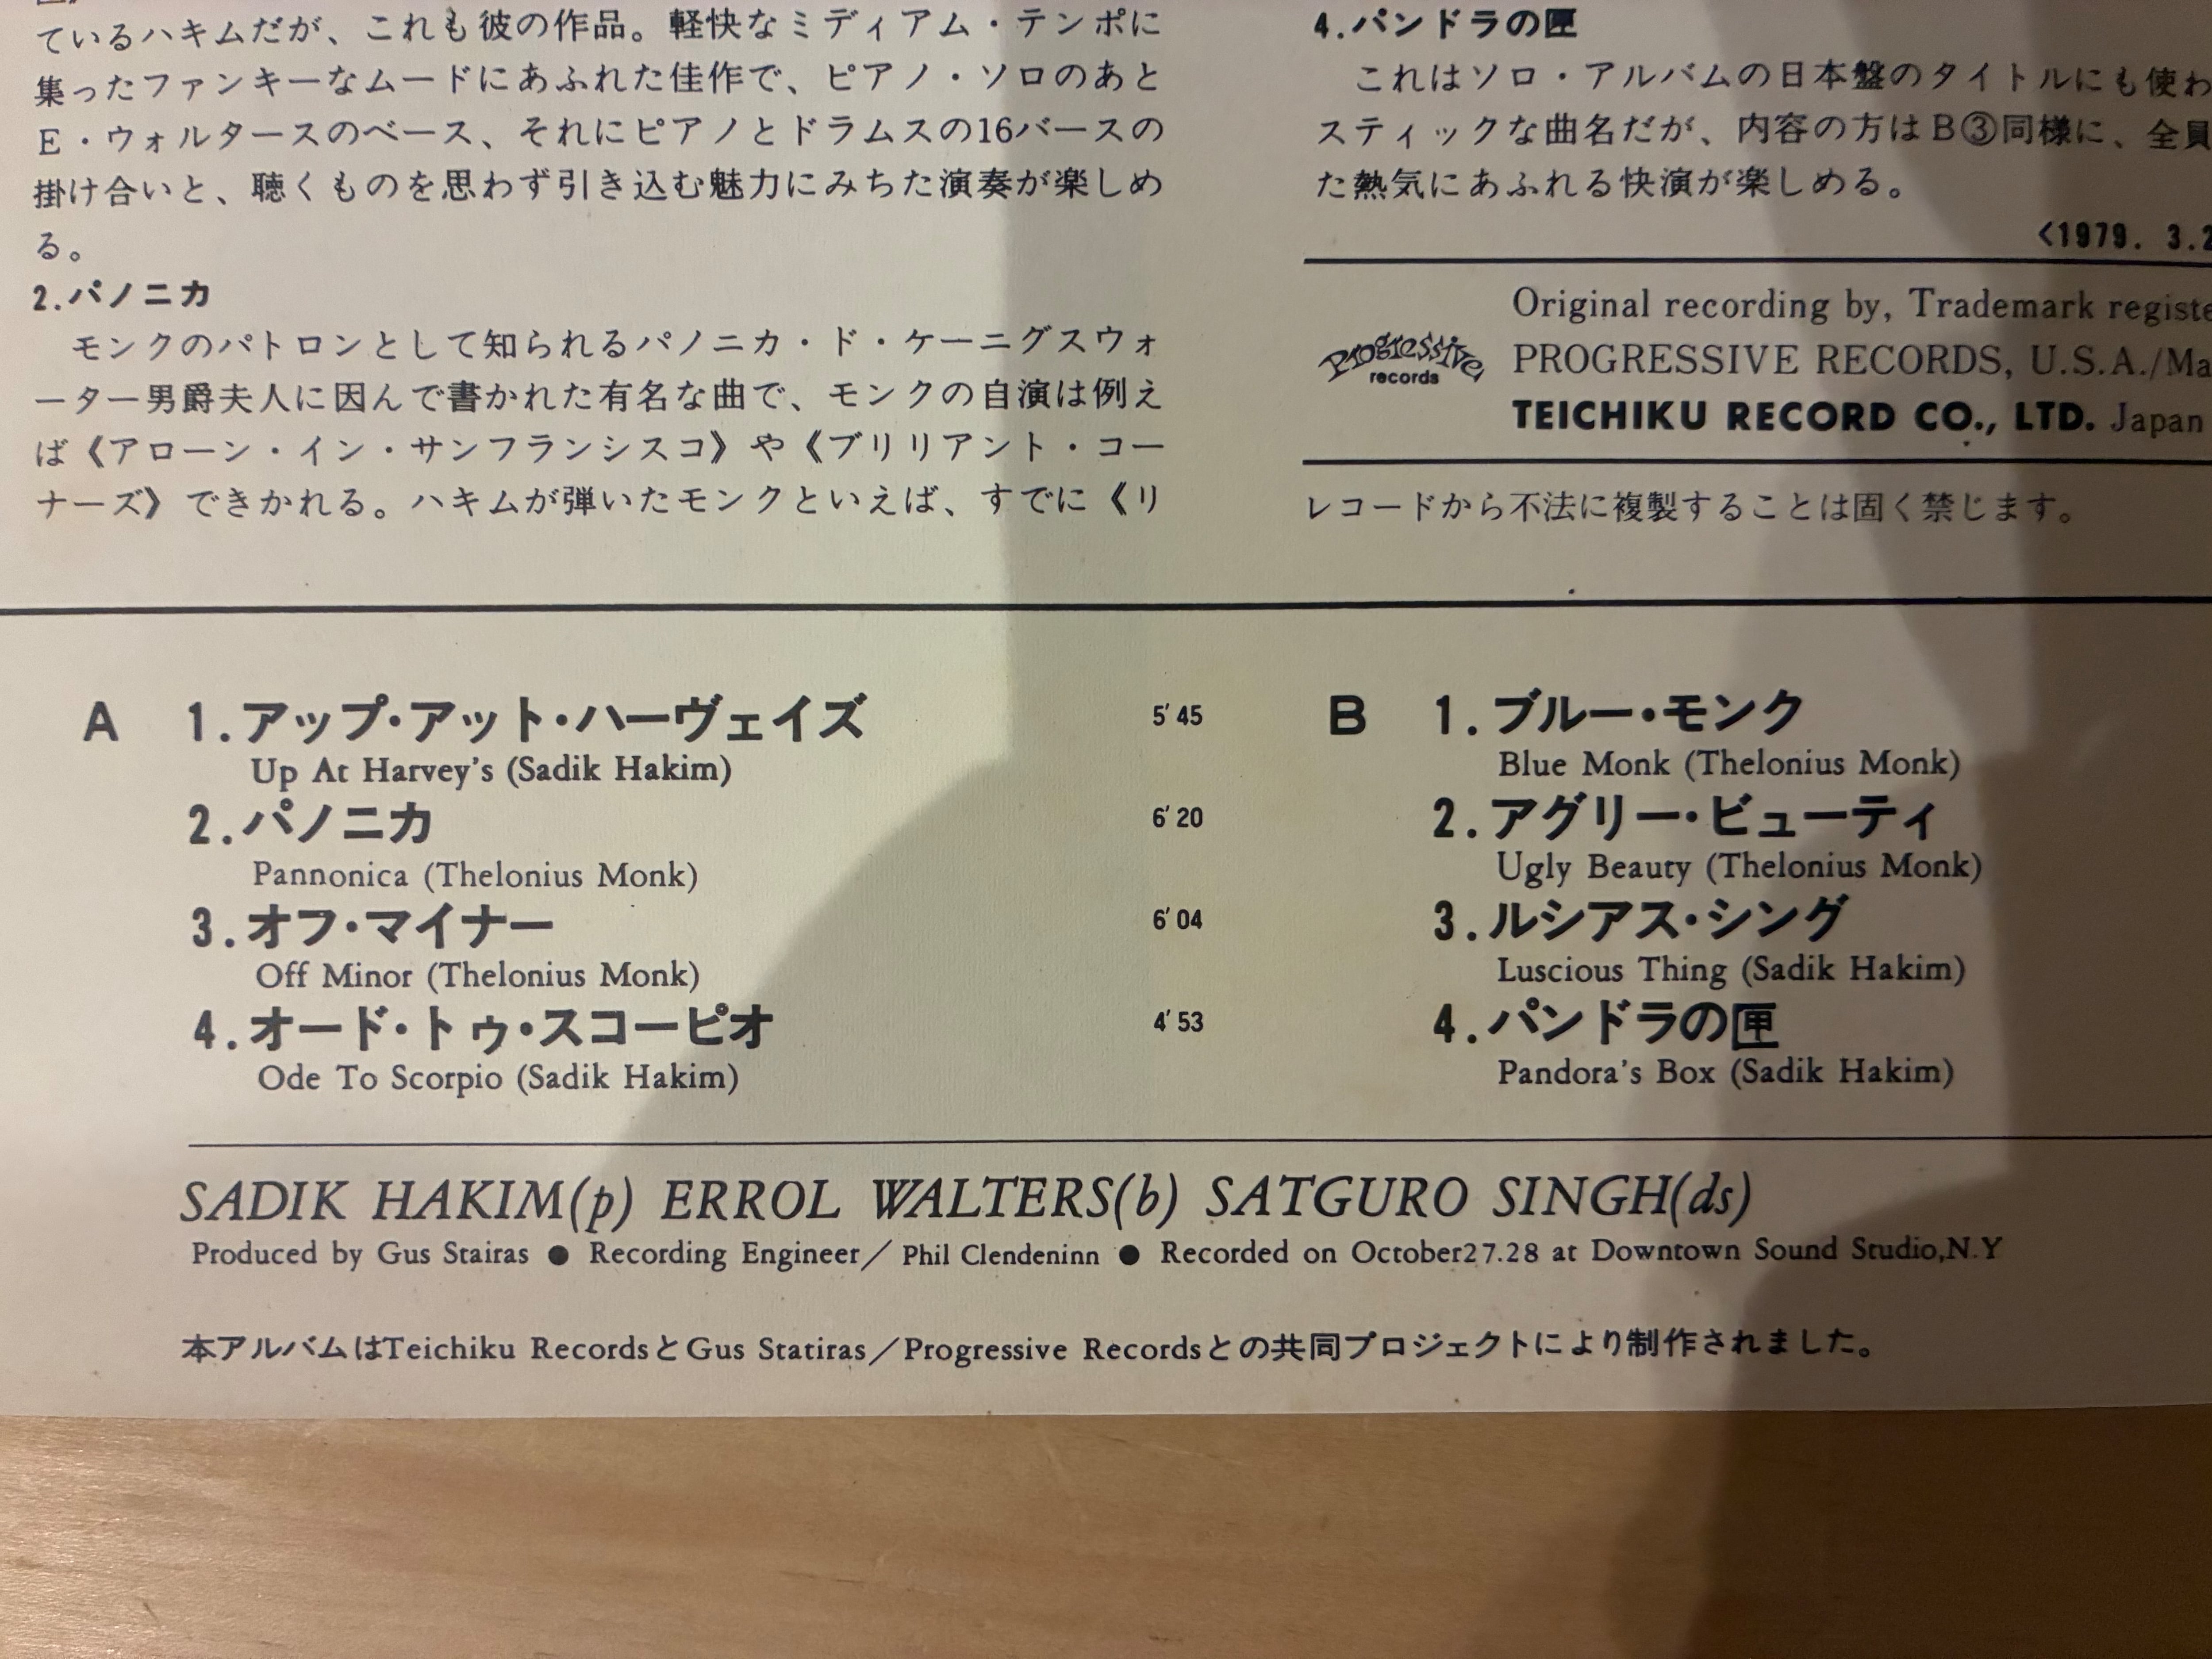 ているハキムだが、これも彼の作品。軽快なミディアム・テンポに
集ったファンキーなムードにあふれた佳作で、ピアノ・ソロのあと
E・ウォルタースのベース、それにピアノとドラムスの16バースの
掛け合いと、聴くものを思わず引き込む魅力にみちた演奏が楽しめ
る。
2.パノニカ
モンクのパトロンとして知られるパノニカ・ド・ケーニグスウォ
ーター男爵夫人に因んで書かれた有名な曲で、モンクの自演は例え
ば《アローン・イン・サンフランシスコ》や《ブリリアント・コー
ナーズ》できかれる。ハキムが弾いたモンクといえば、すでに《リ
4.パンドラの匣
これはソロ・アルバムの日本盤のタイトルにも使わ
スティックな曲名だが、内容の方はB③同様に、全員
た熱気にあふれる快演が楽しめる。
<1979. 3.2
Progressive
records
Original recording by, Trademark registe
PROGRESSIVE RECORDS, U.S.A./Ma
TEICHIKU RECORD CO., LTD. Japan
レコードから不法に複製することは固く禁じます。
A 1.アップ・アット・ハーヴェイズ 5′45
Up At Harvey's (Sadik Hakim)
2.パノニカ 6′20
Pannonica (Thelonius Monk)
3.オフ・マイナー 6′04
Off Minor (Thelonius Monk)
4.オード・トゥ・スコーピオ 4′53
Ode To Scorpio (Sadik Hakim)
B 1.ブルー・モンク
Blue Monk (Thelonius Monk)
2.アグリー・ビューティ
Ugly Beauty (Thelonius Monk)
3.ルシアス・シング
Luscious Thing (Sadik Hakim)
4.パンドラの匣
Pandora's Box (Sadik Hakim)
SADIK HAKIM(p) ERROL WALTERS(b) SATGURO SINGH(ds)
Produced by Gus Stairas ● Recording Engineer／Phil Clendeninn ● Recorded on October27.28 at Downtown Sound Studio,N.Y
本アルバムはTeichiku RecordsとGus Statiras／Progressive Recordsとの共同プロジェクトにより制作されました。